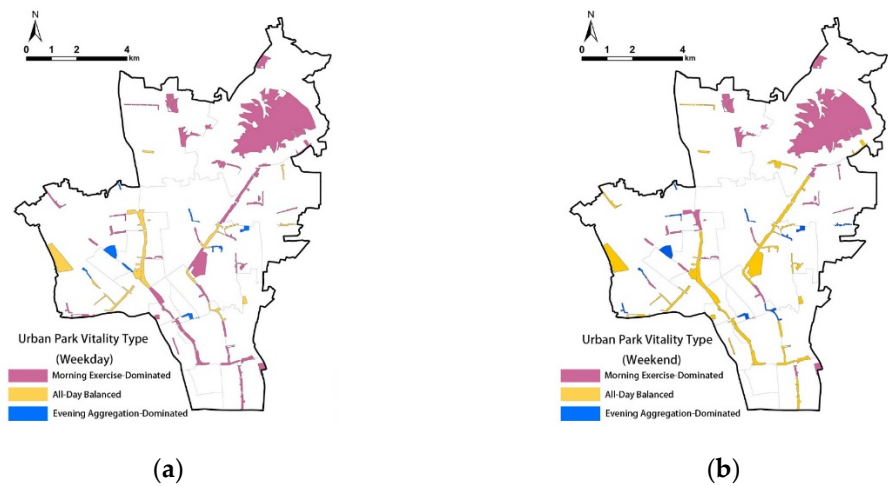 N
0 1 2 4
km
Urban Park Vitality Type
(Weekday)
Morning Exercise-Dominated
All-Day Balanced
Evening Aggregation-Dominated
(a)
N
0 1 2 4
km
Urban Park Vitality Type
(Weekend)
Morning Exercise-Dominated
All-Day Balanced
Evening Aggregation-Dominated
(b)